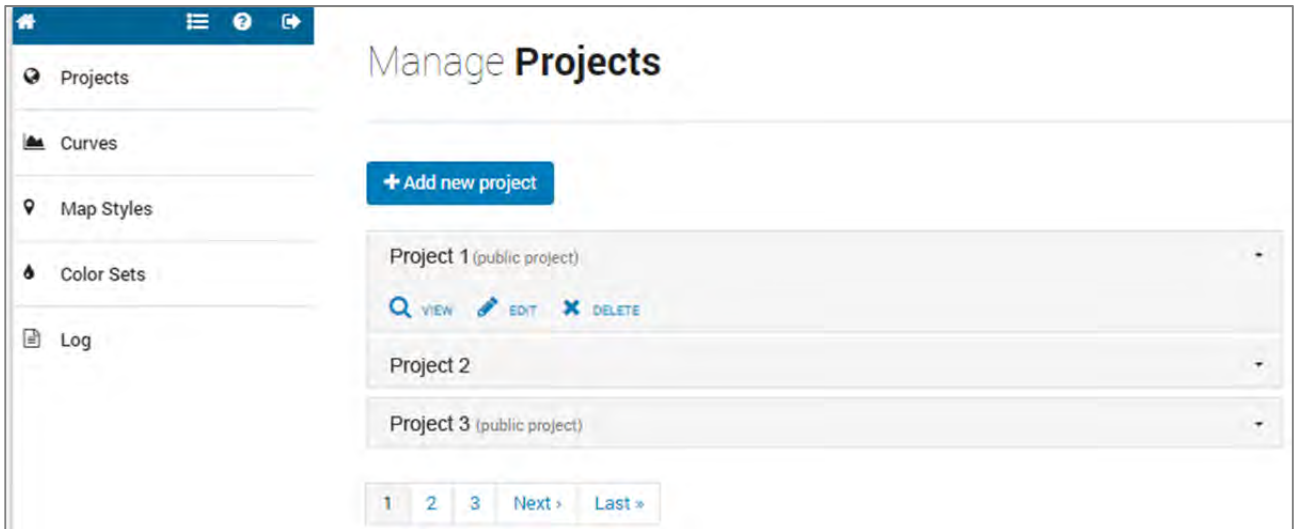 Projects
Curves
Map Styles
Color Sets
Log
Manage Projects
+ Add new project
Project 1 (public project)
VIEW EDIT DELETE
Project 2
Project 3 (public project)
1 2 3 Next › Last »